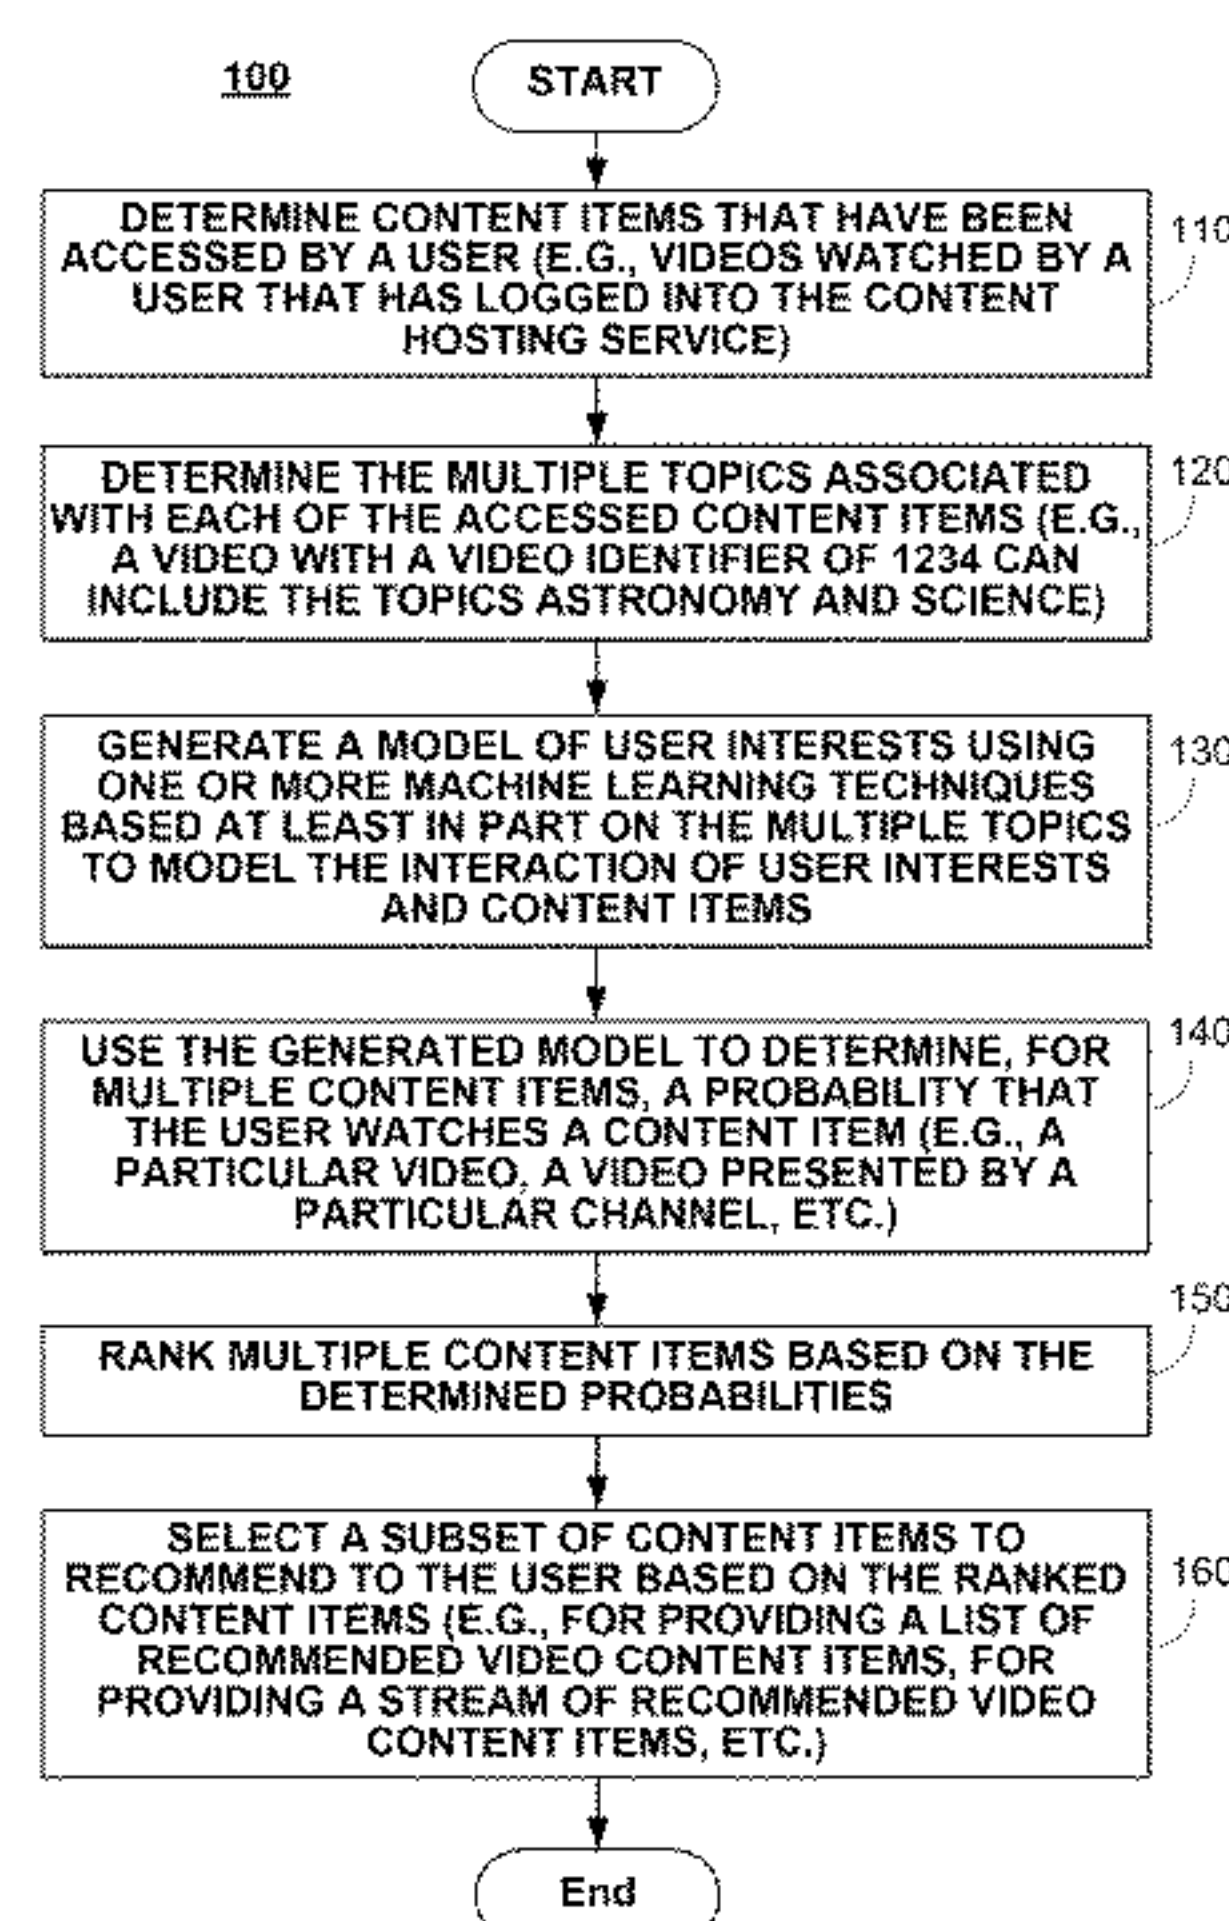 100
START
DETERMINE CONTENT ITEMS THAT HAVE BEEN
ACCESSED BY A USER (E.G., VIDEOS WATCHED BY A
USER THAT HAS LOGGED INTO THE CONTENT
HOSTING SERVICE)
110
DETERMINE THE MULTIPLE TOPICS ASSOCIATED
WITH EACH OF THE ACCESSED CONTENT ITEMS (E.G.,
A VIDEO WITH A VIDEO IDENTIFIER OF 1234 CAN
INCLUDE THE TOPICS ASTRONOMY AND SCIENCE)
120
GENERATE A MODEL OF USER INTERESTS USING
ONE OR MORE MACHINE LEARNING TECHNIQUES
BASED AT LEAST IN PART ON THE MULTIPLE TOPICS
TO MODEL THE INTERACTION OF USER INTERESTS
AND CONTENT ITEMS
130
USE THE GENERATED MODEL TO DETERMINE, FOR
MULTIPLE CONTENT ITEMS, A PROBABILITY THAT
THE USER WATCHES A CONTENT ITEM (E.G., A
PARTICULAR VIDEO, A VIDEO PRESENTED BY A
PARTICULAR CHANNEL, ETC.)
140
RANK MULTIPLE CONTENT ITEMS BASED ON THE
DETERMINED PROBABILITIES
150
SELECT A SUBSET OF CONTENT ITEMS TO
RECOMMEND TO THE USER BASED ON THE RANKED
CONTENT ITEMS (E.G., FOR PROVIDING A LIST OF
RECOMMENDED VIDEO CONTENT ITEMS, FOR
PROVIDING A STREAM OF RECOMMENDED VIDEO
CONTENT ITEMS, ETC.)
160
End